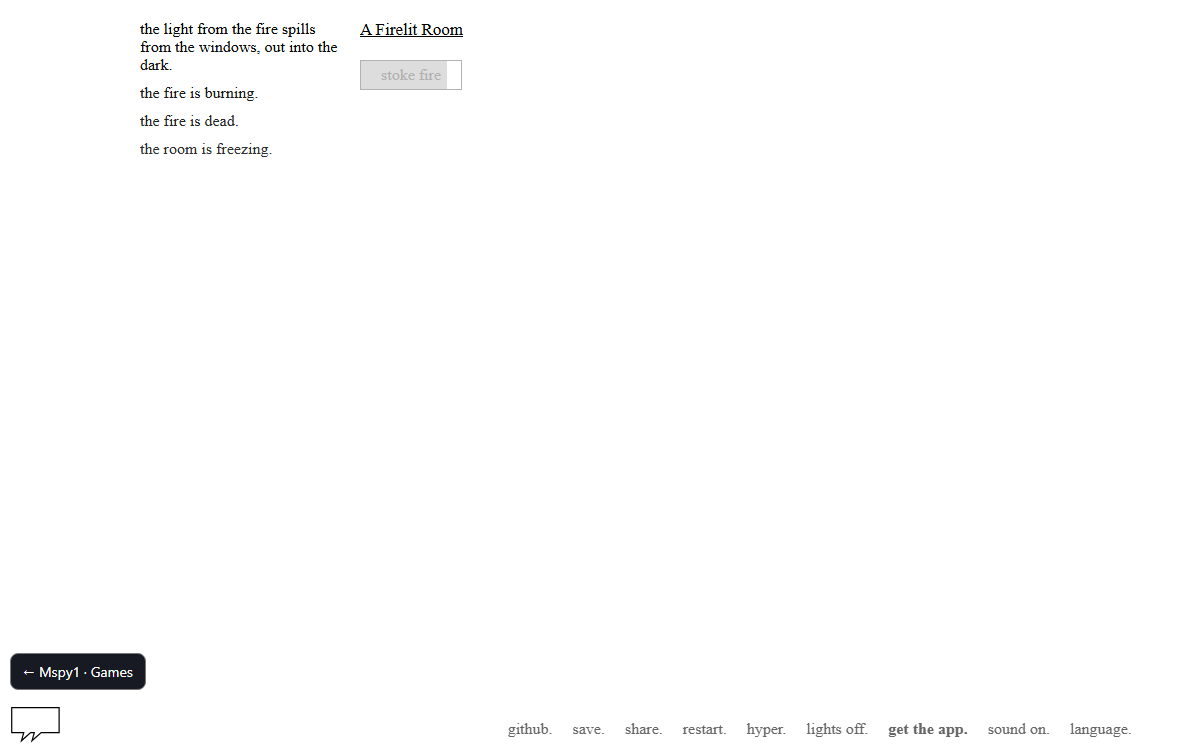 the light from the fire spills
from the windows, out into the
dark.
the fire is burning.
the fire is dead.
the room is freezing.
A Firelit Room
stoke fire
← Mspy1 · Games
github. save. share. restart. hyper. lights off. get the app. sound on. language.